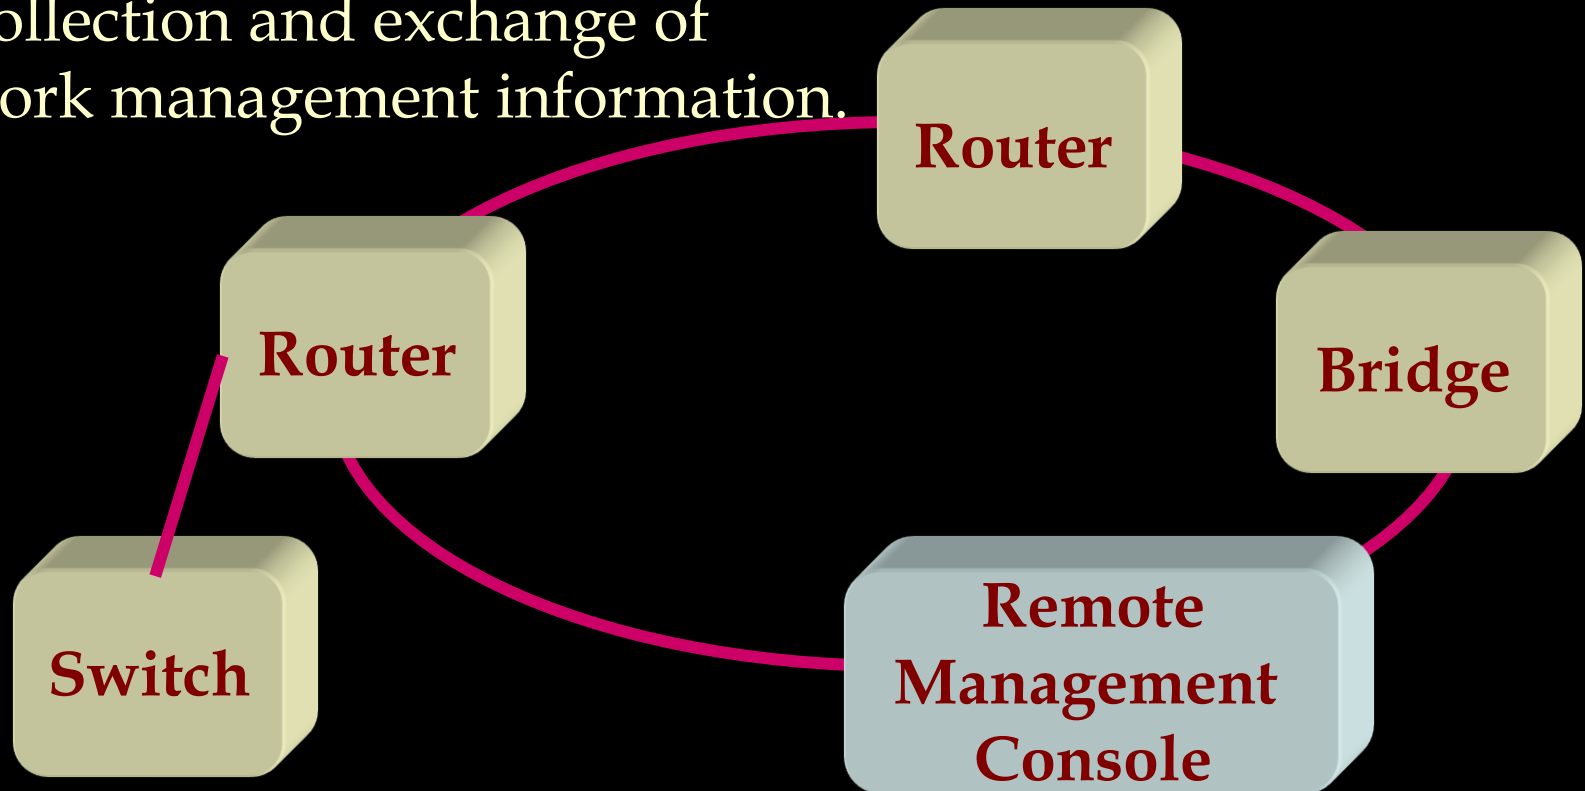 ollection and exchange of
ork management information.
Router
Router
Bridge
Switch
Remote
Management
Console